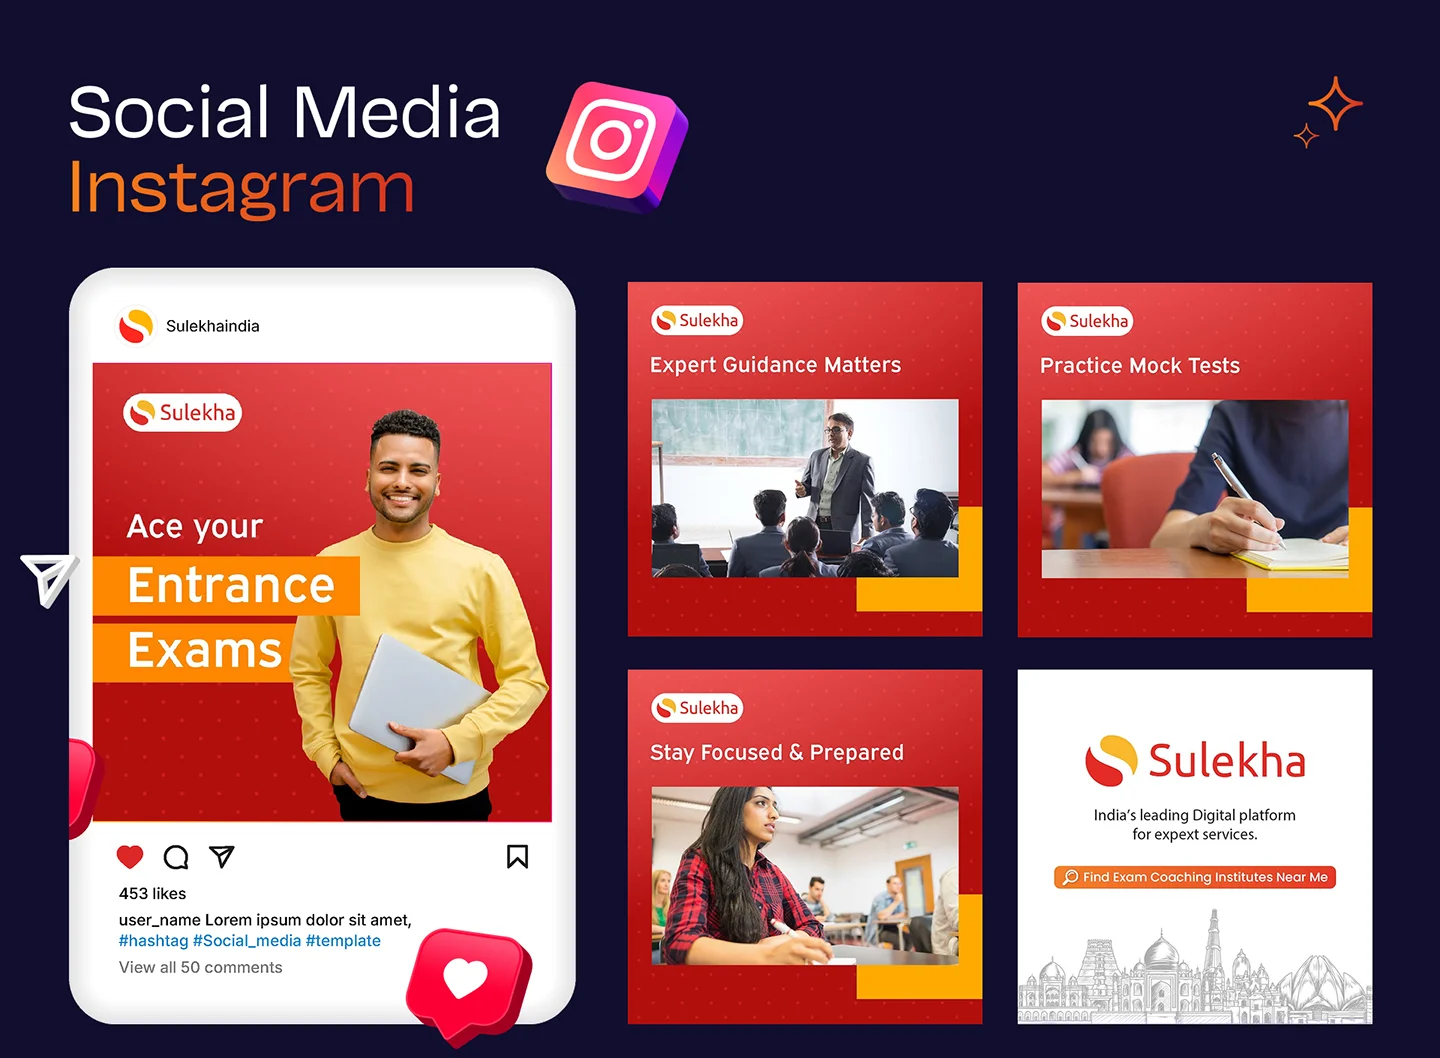 Social Media
Instagram
Sulekhaindia
Sulekha
Ace your
Entrance
Exams
453 likes
user_name Lorem ipsum dolor sit amet,
#hashtag #Social_media #template
View all 50 comments
Sulekha
Expert Guidance Matters
Sulekha
Practice Mock Tests
Sulekha
Stay Focused & Prepared
Sulekha
India's leading Digital platform
for expext services.
Find Exam Coaching Institutes Near Me